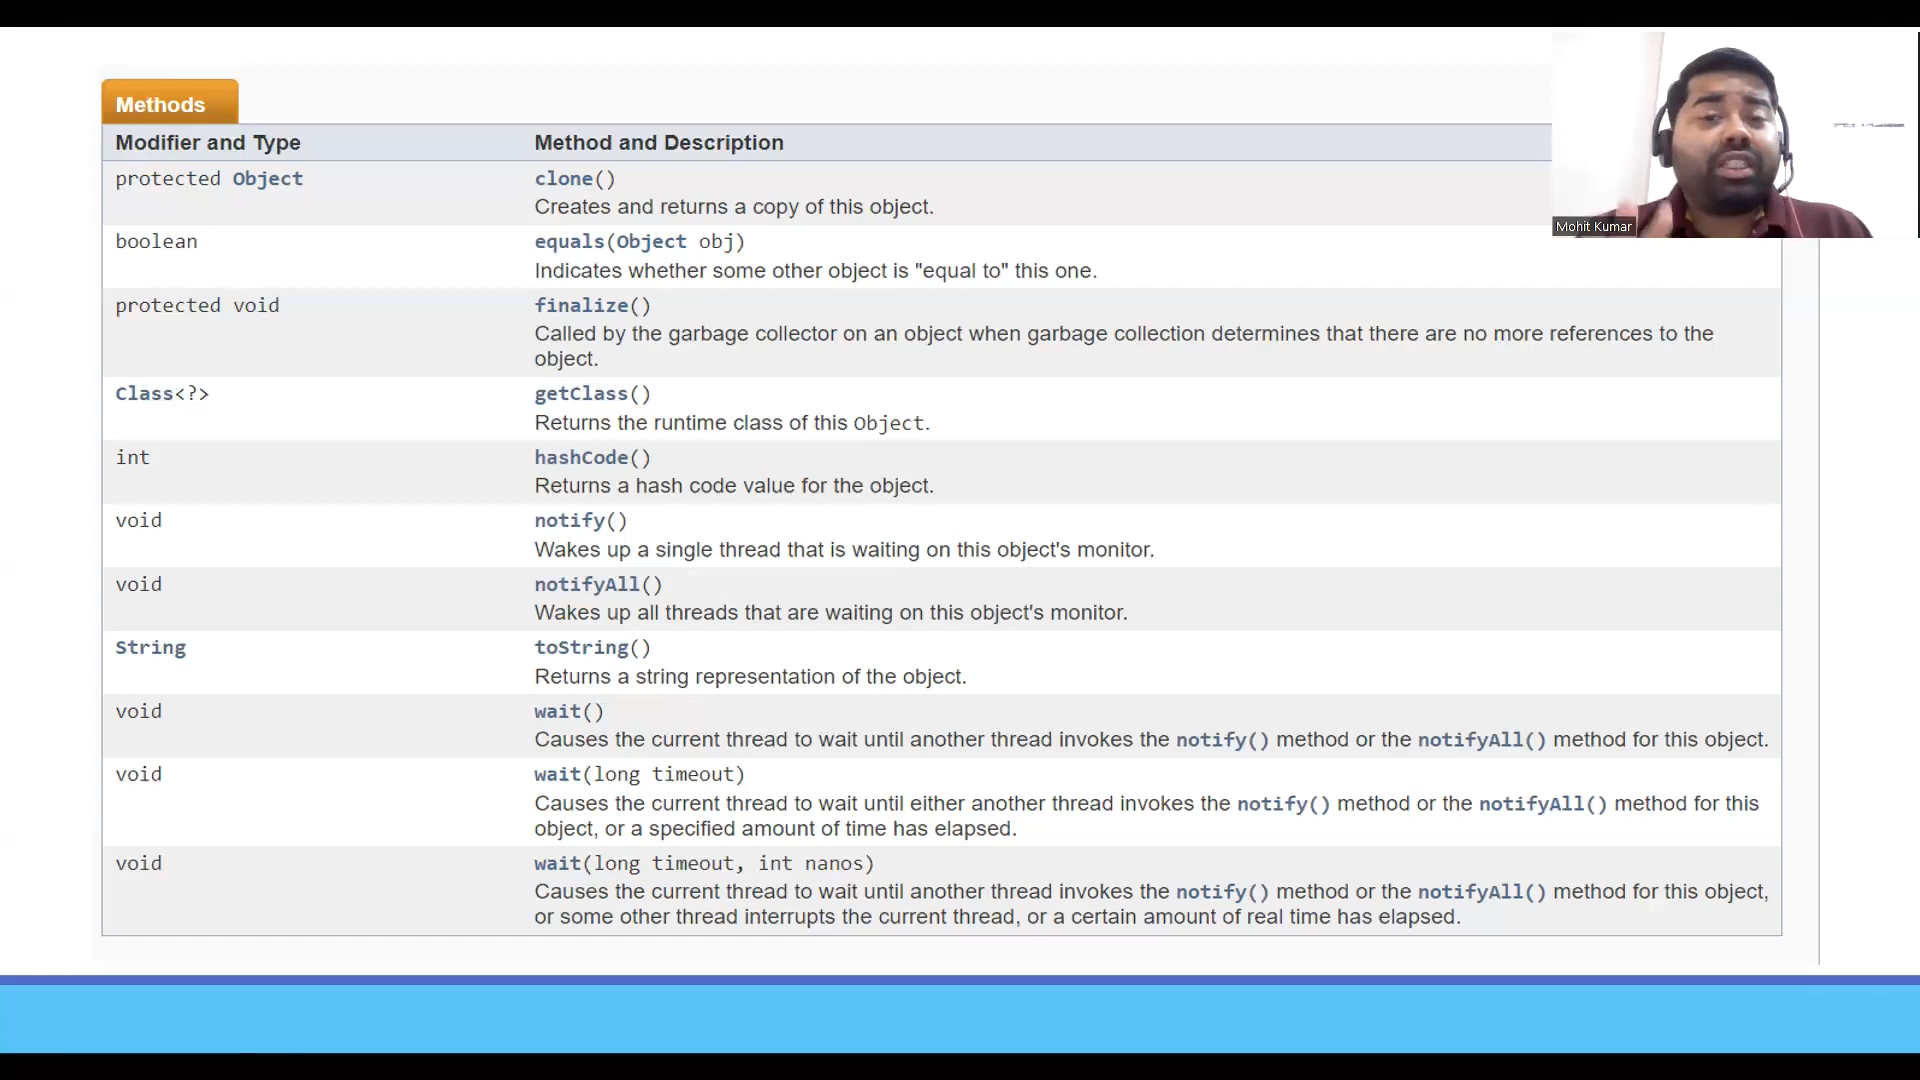 Methods
Modifier and Type Method and Description
protected Object clone()
Creates and returns a copy of this object.
boolean equals(Object obj)
Indicates whether some other object is "equal to" this one.
protected void finalize()
Called by the garbage collector on an object when garbage collection determines that there are no more references to the
object.
Class<?> getClass()
Returns the runtime class of this Object.
int hashCode()
Returns a hash code value for the object.
void notify()
Wakes up a single thread that is waiting on this object's monitor.
void notifyAll()
Wakes up all threads that are waiting on this object's monitor.
String toString()
Returns a string representation of the object.
void wait()
Causes the current thread to wait until another thread invokes the notify() method or the notifyAll() method for this object.
void wait(long timeout)
Causes the current thread to wait until either another thread invokes the notify() method or the notifyAll() method for this
object, or a specified amount of time has elapsed.
void wait(long timeout, int nanos)
Causes the current thread to wait until another thread invokes the notify() method or the notifyAll() method for this object,
or some other thread interrupts the current thread, or a certain amount of real time has elapsed.
Mohit Kumar